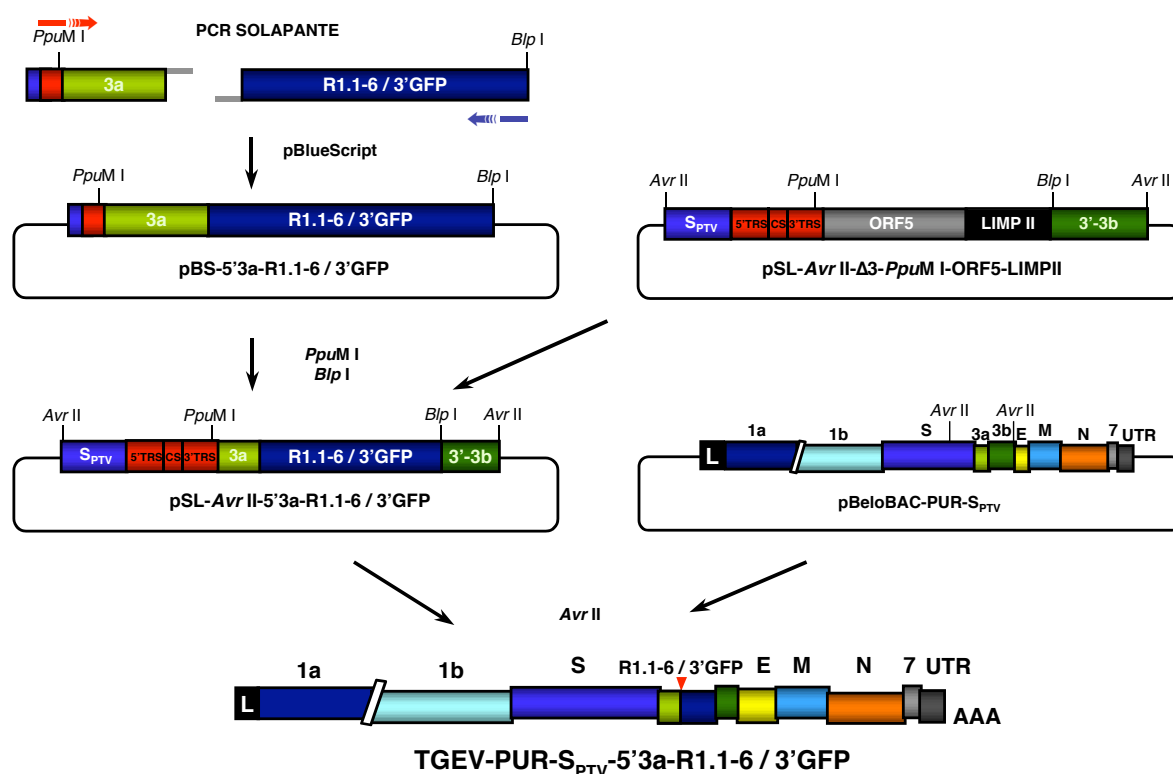 PCR SOLAPANTE
PpuM I
Blp I
3a
R1.1-6 / 3’GFP
pBlueScript
PpuM I
Blp I
3a
R1.1-6 / 3’GFP
pBS-5’3a-R1.1-6 / 3’GFP
Avr II
PpuM I
Blp I
Avr II
SPTV
5’TRS
CS
3’TRS
ORF5
LIMP II
3’-3b
pSL-Avr II-Δ3-PpuM I-ORF5-LIMPII
PpuM I
Blp I
Avr II
PpuM I
Blp I
Avr II
SPTV
5’TRS
CS
3’TRS
3a
R1.1-6 / 3’GFP
3’-3b
pSL-Avr II-5’3a-R1.1-6 / 3’GFP
Avr II
Avr II
L
1a
1b
S
3a
3b
E
M
N
7
UTR
pBeloBAC-PUR-SPTV
Avr II
1a
1b
S
R1.1-6 / 3’GFP
E
M
N
7
UTR
L
AAA
TGEV-PUR-SPTV-5’3a-R1.1-6 / 3’GFP